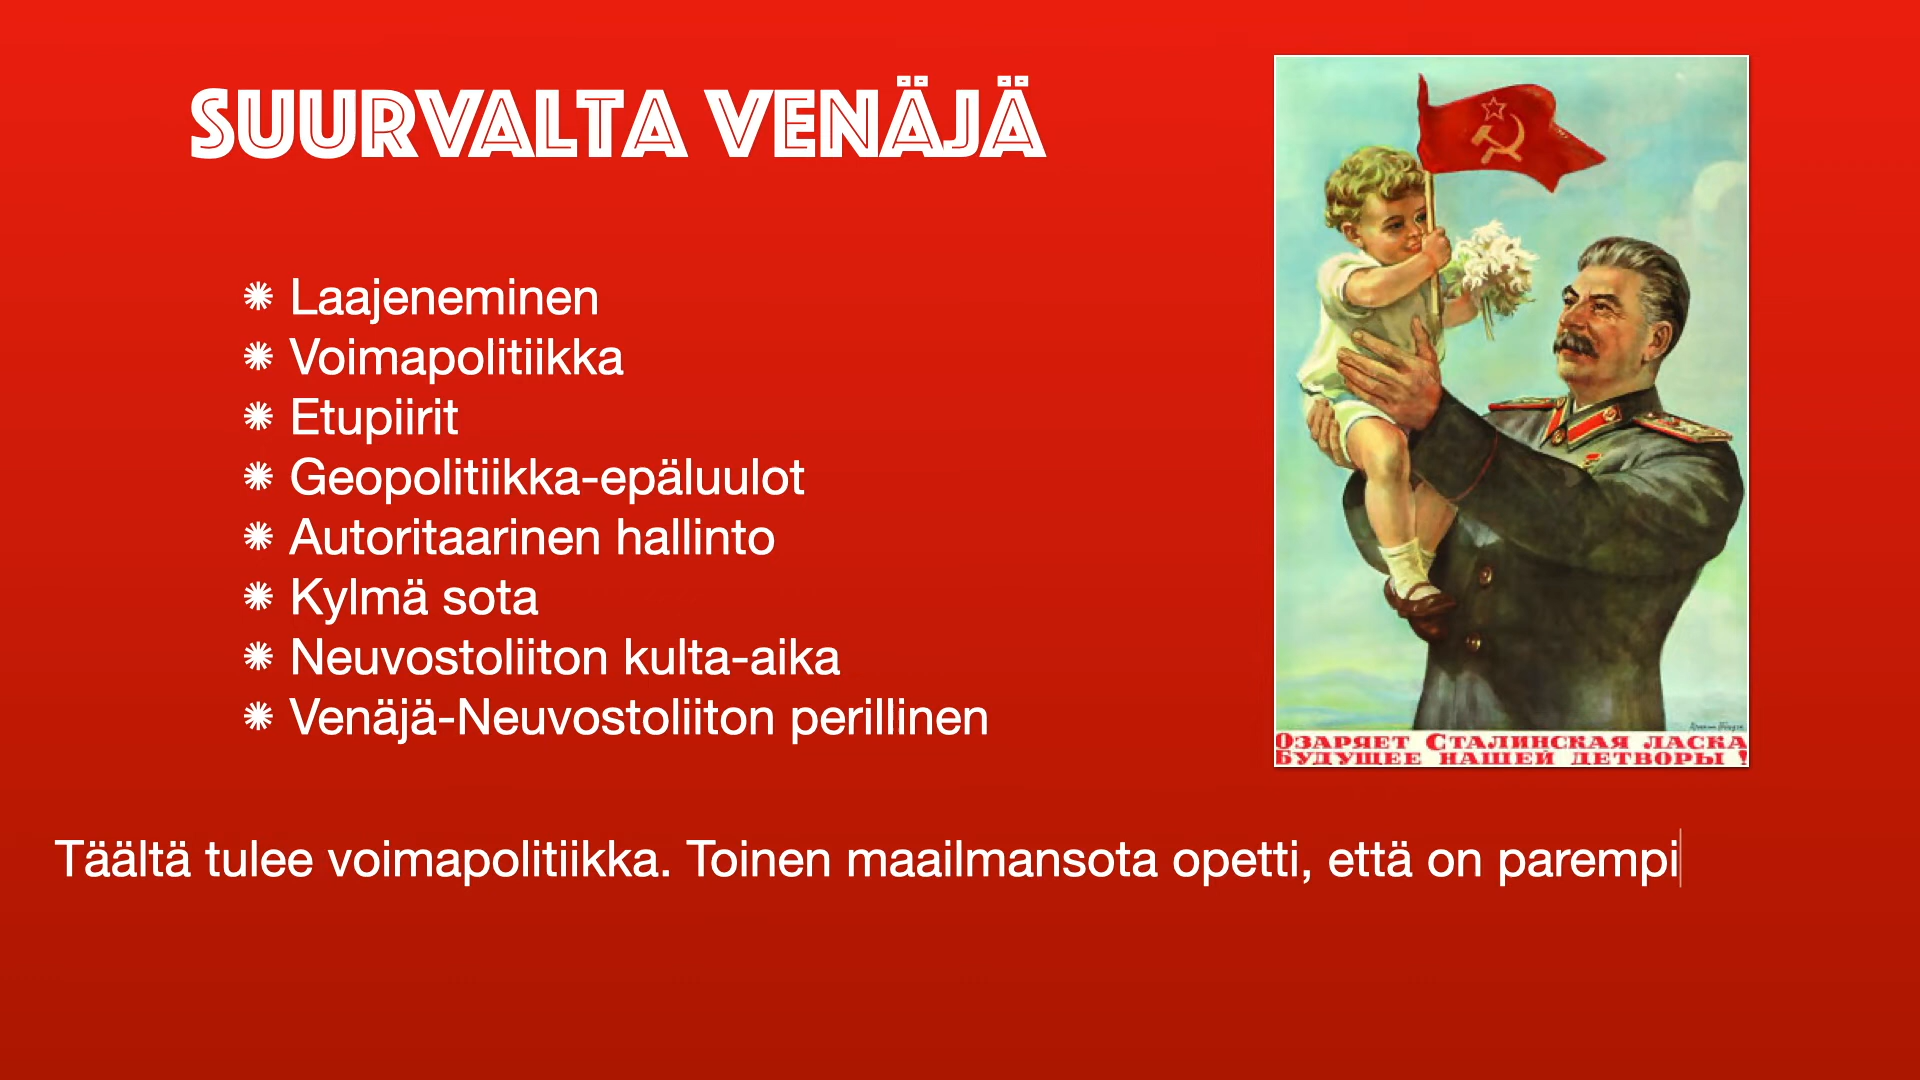 SUURVALTA VENÄJÄ
Laajeneminen
Voimapolitiikka
Etupiirit
Geopolitiikka-epäluulot
Autoritaarinen hallinto
Kylmä sota
Neuvostoliiton kulta-aika
Venäjä-Neuvostoliiton perillinen
ОЗАРЯЕТ СТАЛИНСКАЯ ЛАСКА
БУДУЩЕЕ НАШЕЙ ДЕТВОРЫ !
Täältä tulee voimapolitiikka. Toinen maailmansota opetti, että on parempi